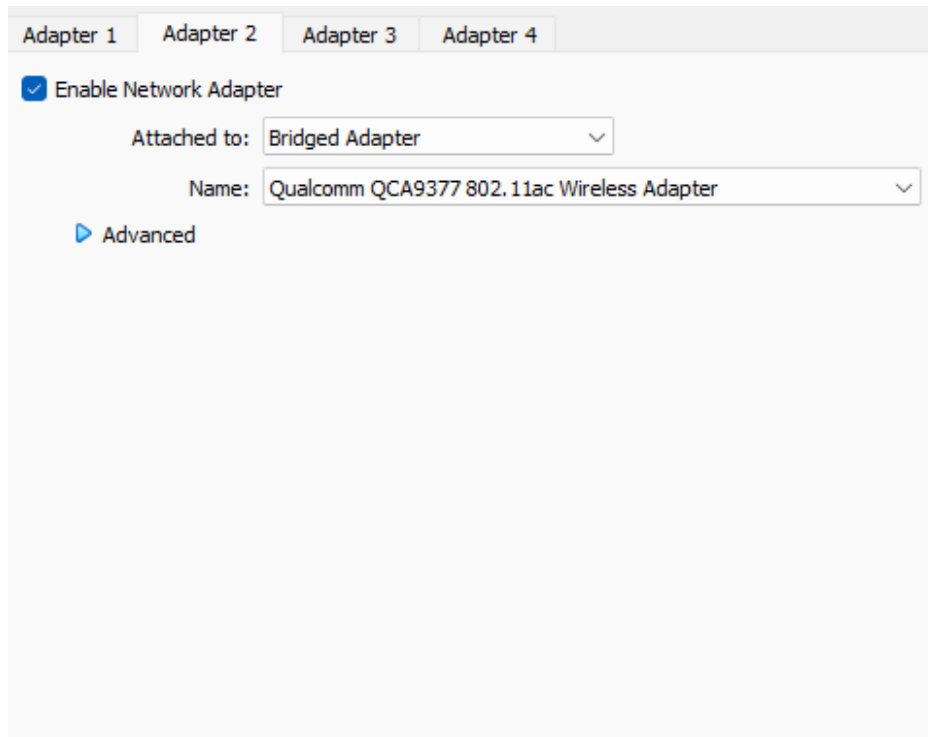 Adapter 1 Adapter 2 Adapter 3 Adapter 4
Enable Network Adapter
Attached to: Bridged Adapter
Name: Qualcomm QCA9377 802.11ac Wireless Adapter
Advanced